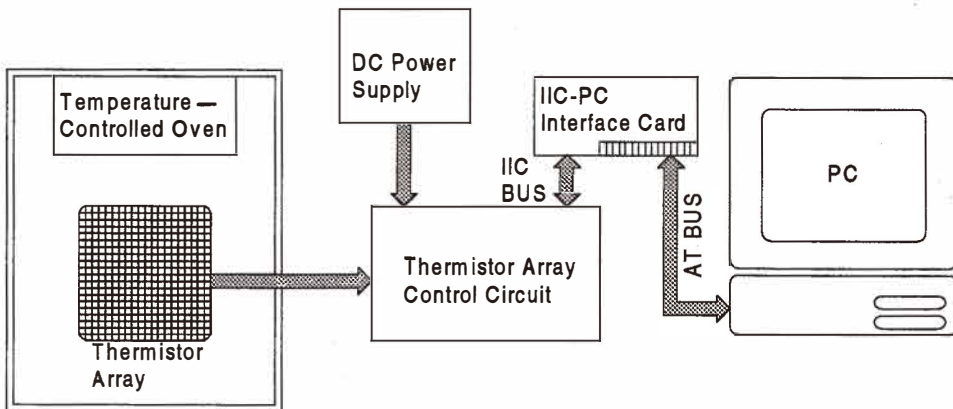 Temperature —
Controlled Oven
Thermistor
Array
DC Power
Supply
Thermistor Array
Control Circuit
IIC
BUS
IIC-PC
Interface Card
AT BUS
PC